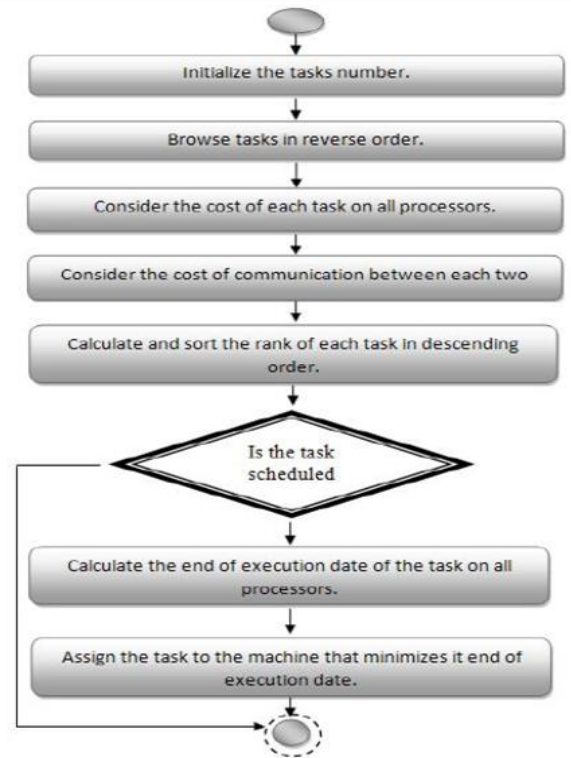 Initialize the tasks number.
Browse tasks in reverse order.
Consider the cost of each task on all processors.
Consider the cost of communication between each two
Calculate and sort the rank of each task in descending
order.
Is the task
scheduled
Calculate the end of execution date of the task on all
processors.
Assign the task to the machine that minimizes it end of
execution date.